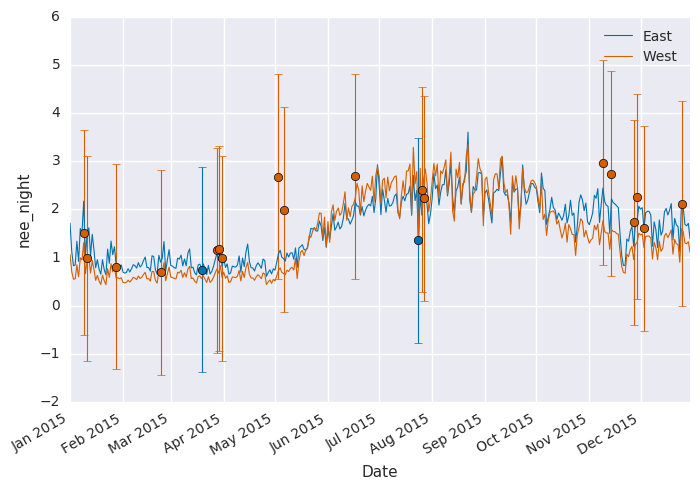 6
5
4
3
2
1
0
−1
−2
nee_night
East
West
Jan 2015
Feb 2015
Mar 2015
Apr 2015
May 2015
Jun 2015
Jul 2015
Aug 2015
Sep 2015
Oct 2015
Nov 2015
Dec 2015
Date